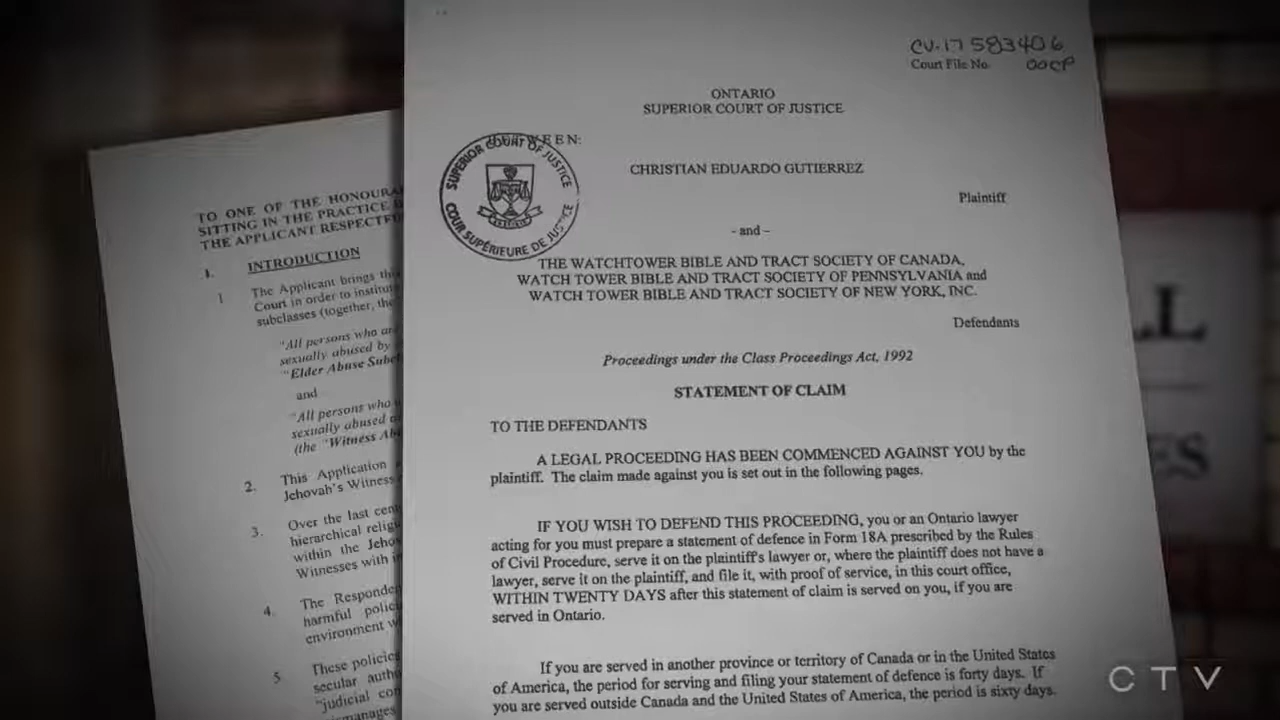 CV-17 583406
Court File No. 00CP
ONTARIO
SUPERIOR COURT OF JUSTICE
BETWEEN:
SUPERIOR COURT OF JUSTICE
COUR SUPÉRIEURE DE JUSTICE
CHRISTIAN EDUARDO GUTIERREZ
Plaintiff
- and -
THE WATCHTOWER BIBLE AND TRACT SOCIETY OF CANADA,
WATCH TOWER BIBLE AND TRACT SOCIETY OF PENNSYLVANIA and
WATCH TOWER BIBLE AND TRACT SOCIETY OF NEW YORK, INC.
Defendants
Proceedings under the Class Proceedings Act, 1992
STATEMENT OF CLAIM
TO THE DEFENDANTS
A LEGAL PROCEEDING HAS BEEN COMMENCED AGAINST YOU by the
plaintiff. The claim made against you is set out in the following pages.
IF YOU WISH TO DEFEND THIS PROCEEDING, you or an Ontario lawyer
acting for you must prepare a statement of defence in Form 18A prescribed by the Rules
of Civil Procedure, serve it on the plaintiff's lawyer or, where the plaintiff does not have a
lawyer, serve it on the plaintiff, and file it, with proof of service, in this court office,
WITHIN TWENTY DAYS after this statement of claim is served on you, if you are
served in Ontario.
If you are served in another province or territory of Canada or in the United States
of America, the period for serving and filing your statement of defence is forty days. If
you are served outside Canada and the United States of America, the period is sixty days.
TO ONE OF THE HONOURA
SITTING IN THE PRACTICE
THE APPLICANT RESPECTF
1. INTRODUCTION
1 The Applicant brings thi
Court in order to institut
subclasses (together, the
"All persons who ar
sexually abused by
"Elder Abuse Subc
and
"All persons who
sexually abused
(the "Witness Ab
2. This Application
Jehovah's Witness
3. Over the last cen
hierarchical relig
within the Jeho
Witnesses with i
4. The Responden
harmful polic
environment w
5 These policies
secular autho
"judicial con
mismanages
LL
ES
CTV